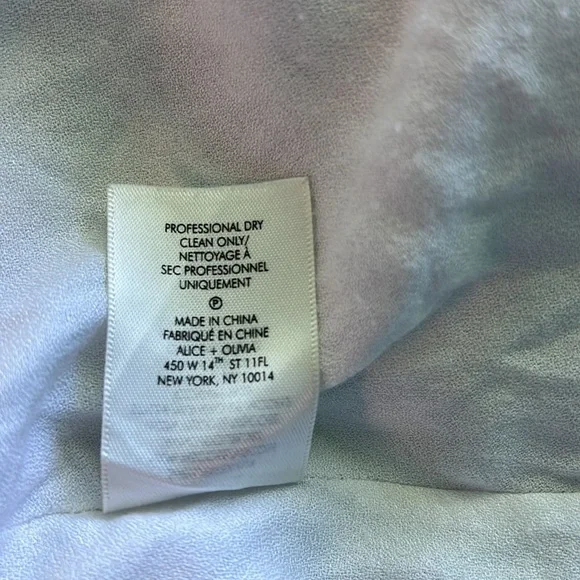 PROFESSIONAL DRY
CLEAN ONLY/
NETTOYAGE À
SEC PROFESSIONNEL
UNIQUEMENT
Ⓟ
MADE IN CHINA
FABRIQUÉ EN CHINE
ALICE + OLIVIA
450 W 14TH ST 11FL
NEW YORK, NY 10014